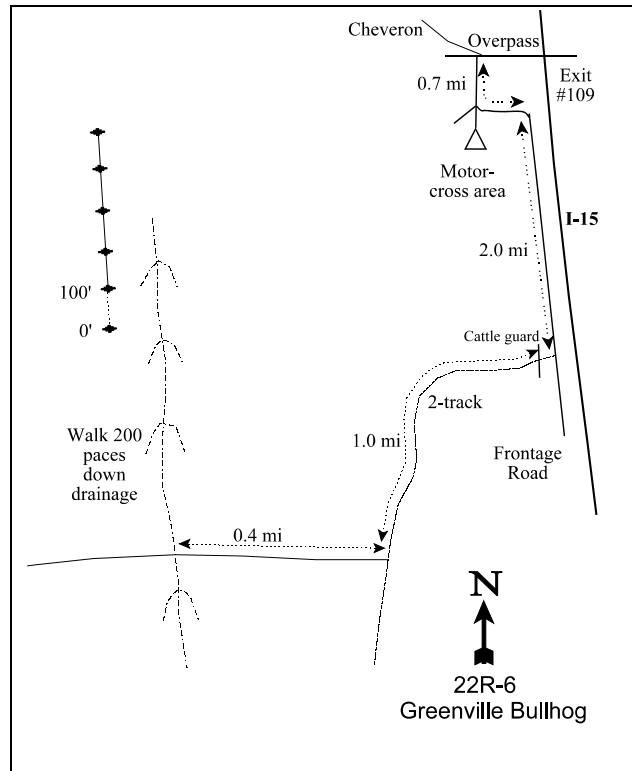 Cheveron
Overpass
0.7 mi
Exit
#109
Motor-
cross area
I-15
2.0 mi
100'
0'
Cattle guard
2-track
Walk 200
paces
down
drainage
1.0 mi
Frontage
Road
0.4 mi
N
22R-6
Greenville Bullhog